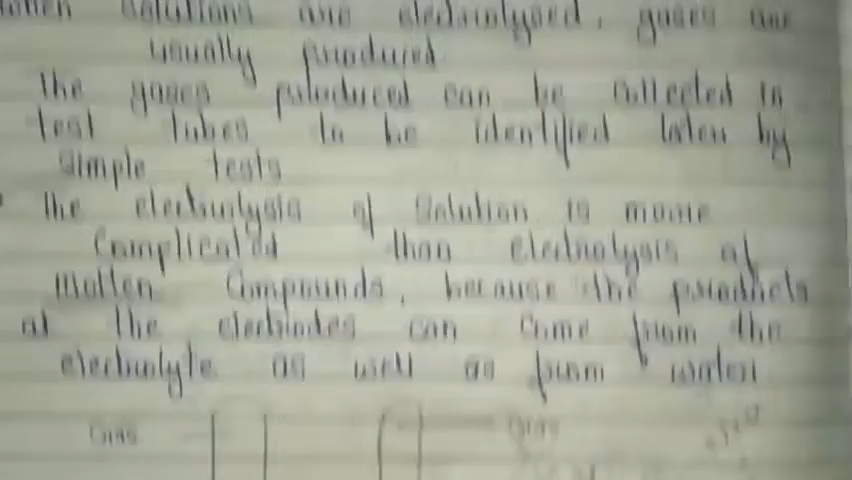 solutions are electrolysed, gases are
usually produced
The gases produced can be collected in
test tubes to be identified later by
simple tests
The electrolysis of solution is more
complicated than electrolysis of
molten compounds, because the products
at the electrodes can come from the
electrolyte as well as from water
Gas